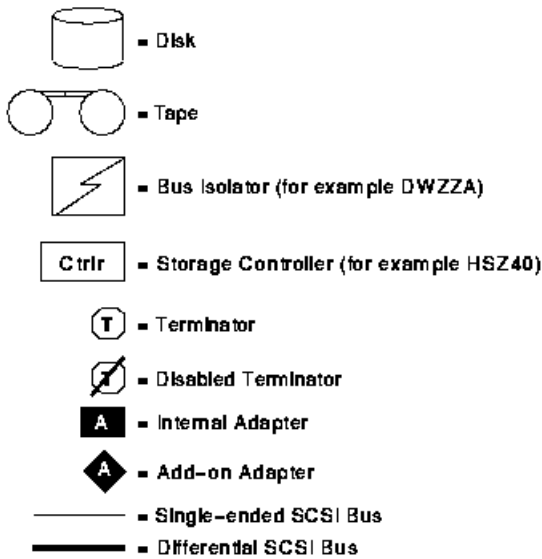 = Disk
= Tape
= Bus Isolator (for example DWZZA)
Ctrlr = Storage Controller (for example HSZ40)
T = Terminator
T = Disabled Terminator
A = Internal Adapter
A = Add-on Adapter
= Single-ended SCSI Bus
= Differential SCSI Bus